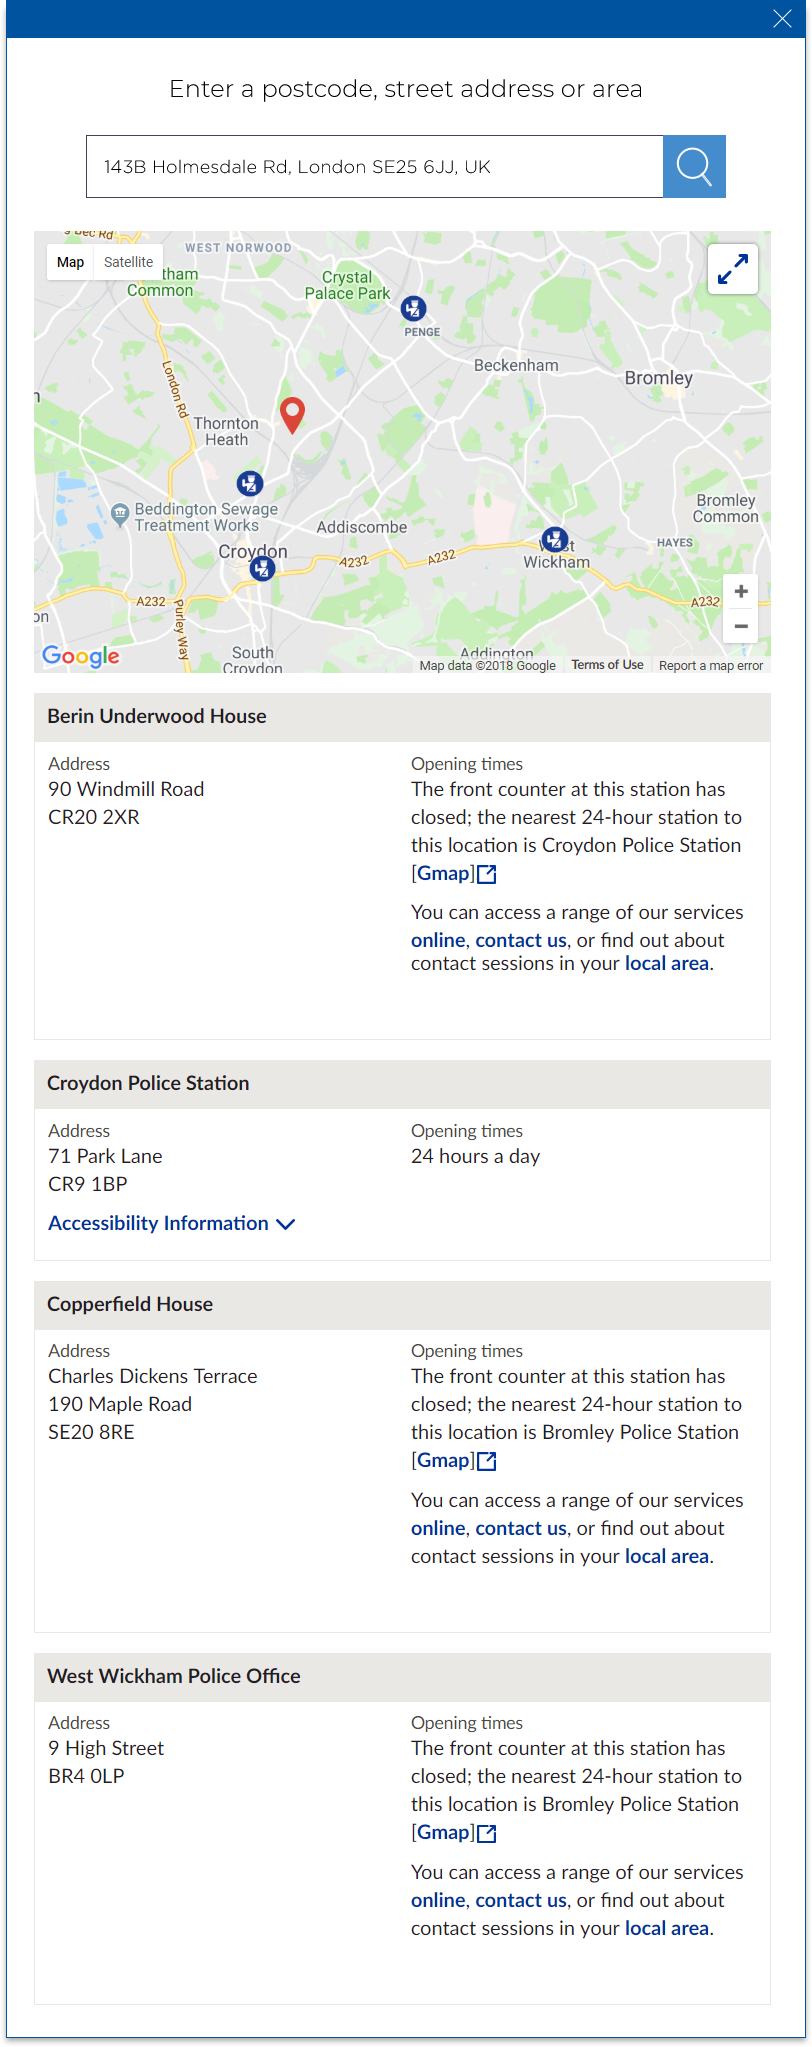 Enter a postcode, street address or area
143B Holmesdale Rd, London SE25 6JJ, UK
Map Satellite
WEST NORWOOD
Common
Crystal
Palace Park
PENGE
Beckenham
Bromley
London Rd
Thornton
Heath
Beddington Sewage
Treatment Works
Addiscombe
Bromley
Common
Croydon
HAYES
Wickham
A232
A232
A232
A232
Purley Way
South
Croydon
Addington
Google
Map data ©2018 Google Terms of Use Report a map error
Berin Underwood House
Address
90 Windmill Road
CR20 2XR
Opening times
The front counter at this station has
closed; the nearest 24-hour station to
this location is Croydon Police Station
[Gmap]
You can access a range of our services
online, contact us, or find out about
contact sessions in your local area.
Croydon Police Station
Address
71 Park Lane
CR9 1BP
Accessibility Information
Opening times
24 hours a day
Copperfield House
Address
Charles Dickens Terrace
190 Maple Road
SE20 8RE
Opening times
The front counter at this station has
closed; the nearest 24-hour station to
this location is Bromley Police Station
[Gmap]
You can access a range of our services
online, contact us, or find out about
contact sessions in your local area.
West Wickham Police Office
Address
9 High Street
BR4 0LP
Opening times
The front counter at this station has
closed; the nearest 24-hour station to
this location is Bromley Police Station
[Gmap]
You can access a range of our services
online, contact us, or find out about
contact sessions in your local area.